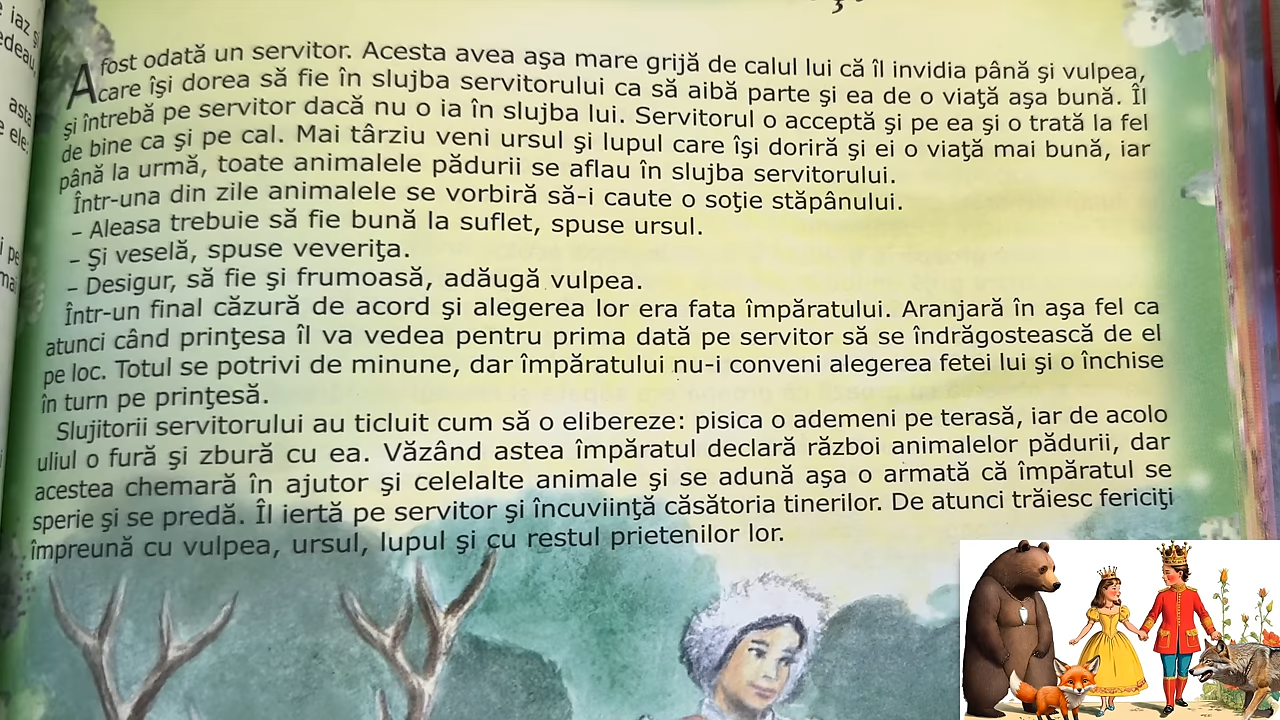 A fost odată un servitor. Acesta avea aşa mare grijă de calul lui că îl invidia până şi vulpea,
care îşi dorea să fie în slujba servitorului ca să aibă parte şi ea de o viaţă aşa bună. Îl
şi întrebă pe servitor dacă nu o ia în slujba lui. Servitorul o acceptă şi pe ea şi o trată la fel
de bine ca şi pe cal. Mai târziu veni ursul şi lupul care îşi doriră şi ei o viaţă mai bună, iar
până la urmă, toate animalele pădurii se aflau în slujba servitorului.
Într-una din zile animalele se vorbiră să-i caute o soţie stăpânului.
– Aleasa trebuie să fie bună la suflet, spuse ursul.
– Şi veselă, spuse veveriţa.
– Desigur, să fie şi frumoasă, adăugă vulpea.
Într-un final căzură de acord şi alegerea lor era fata împăratului. Aranjară în aşa fel ca
atunci când prinţesa îl va vedea pentru prima dată pe servitor să se îndrăgostească de el
pe loc. Totul se potrivi de minune, dar împăratului nu-i conveni alegerea fetei lui şi o închise
în turn pe prinţesă.
Slujitorii servitorului au ticluit cum să o elibereze: pisica o ademeni pe terasă, iar de acolo
uliul o fură şi zbură cu ea. Văzând astea împăratul declară război animalelor pădurii, dar
acestea chemară în ajutor şi celelalte animale şi se adună aşa o armată că împăratul se
sperie şi se predă. Îl iertă pe servitor şi încuviinţă căsătoria tinerilor. De atunci trăiesc fericiţi
împreună cu vulpea, ursul, lupul şi cu restul prietenilor lor.